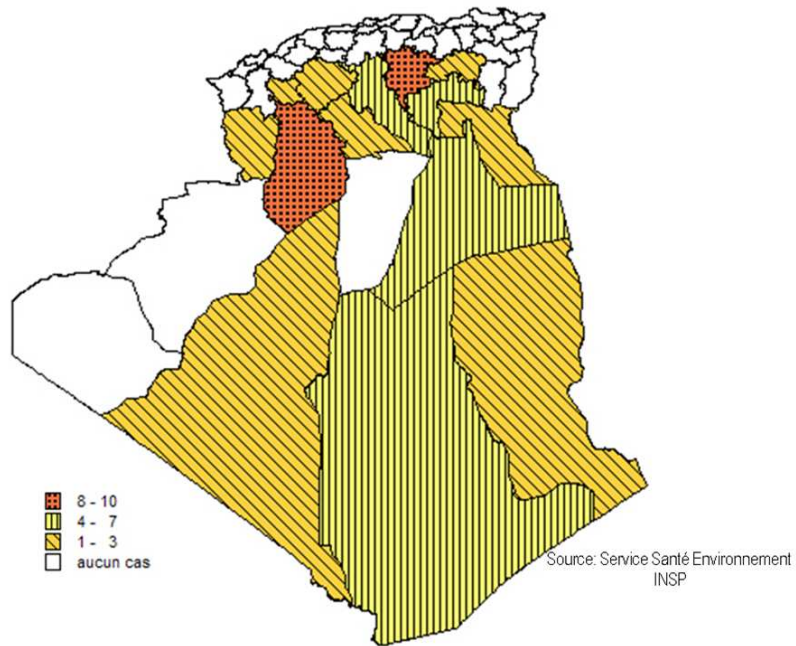 8 - 10
4 - 7
1 - 3
aucun cas
Source: Service Santé Environnement
INSP